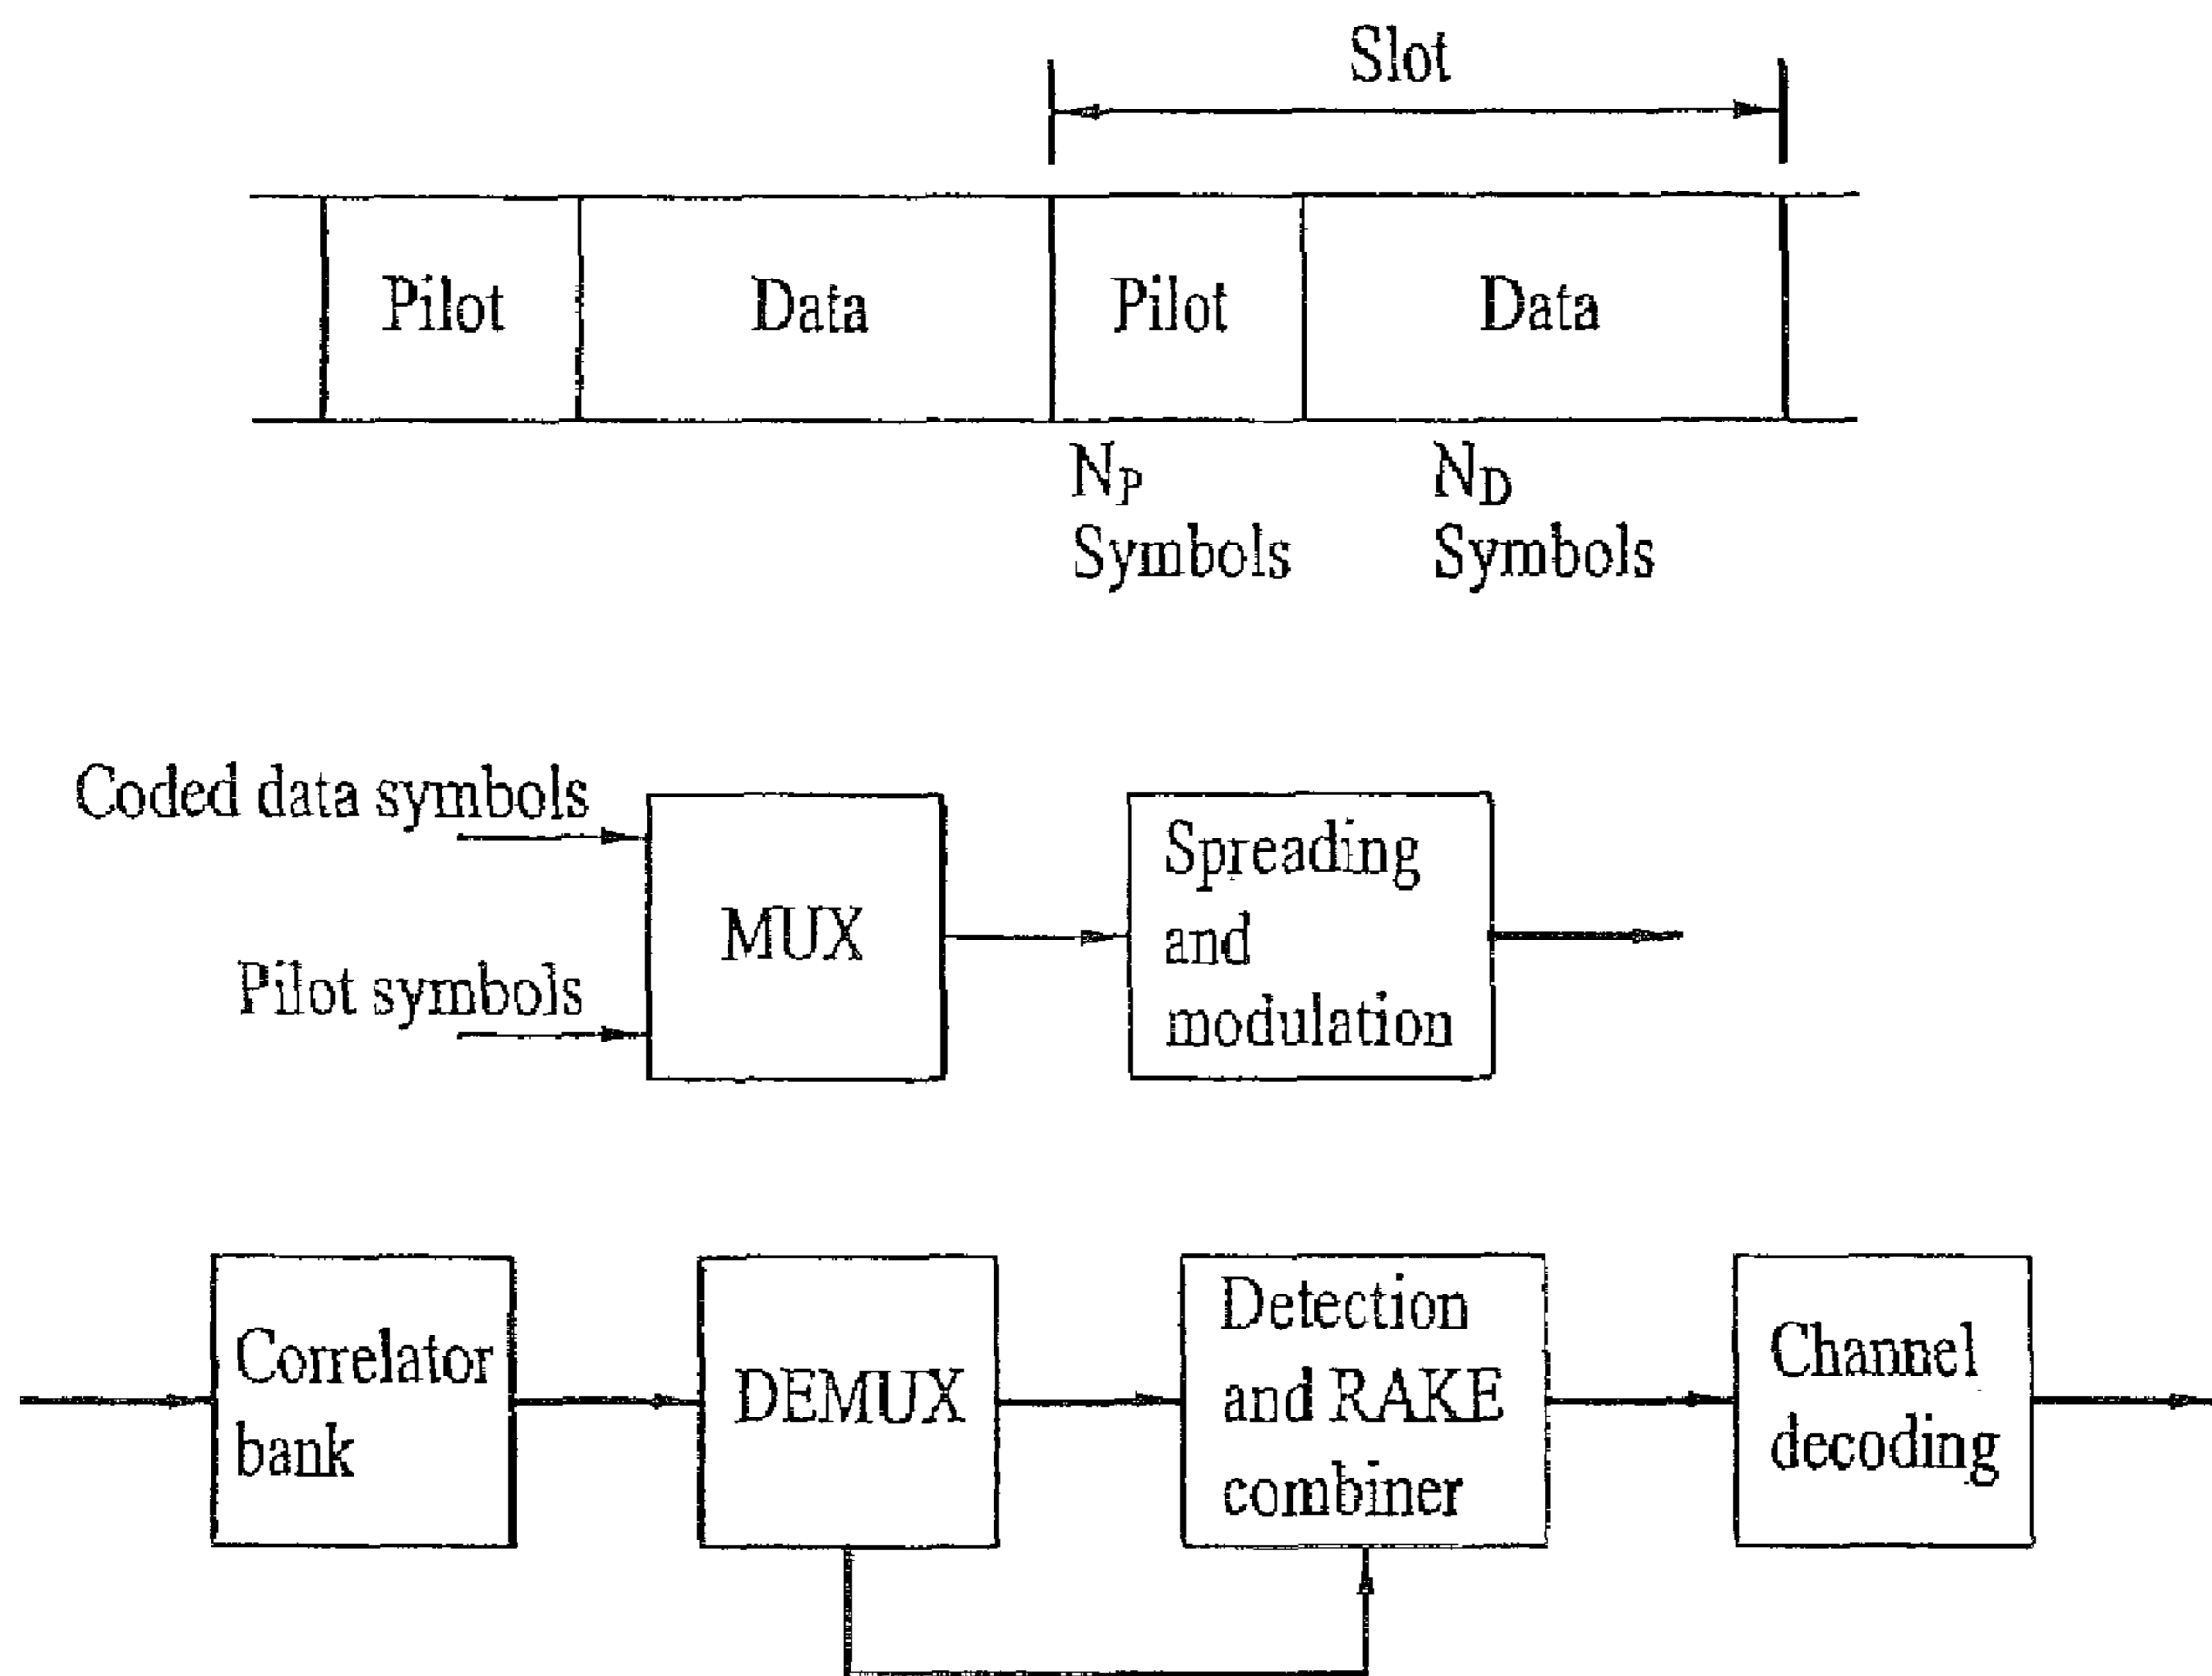 Slot
Pilot
Data
Pilot
Data
N_P
Symbols
N_D
Symbols
Coded data symbols
Pilot symbols
MUX
Spreading
and
modulation
Correlator
bank
DEMUX
Detection
and RAKE
combiner
Channel
decoding